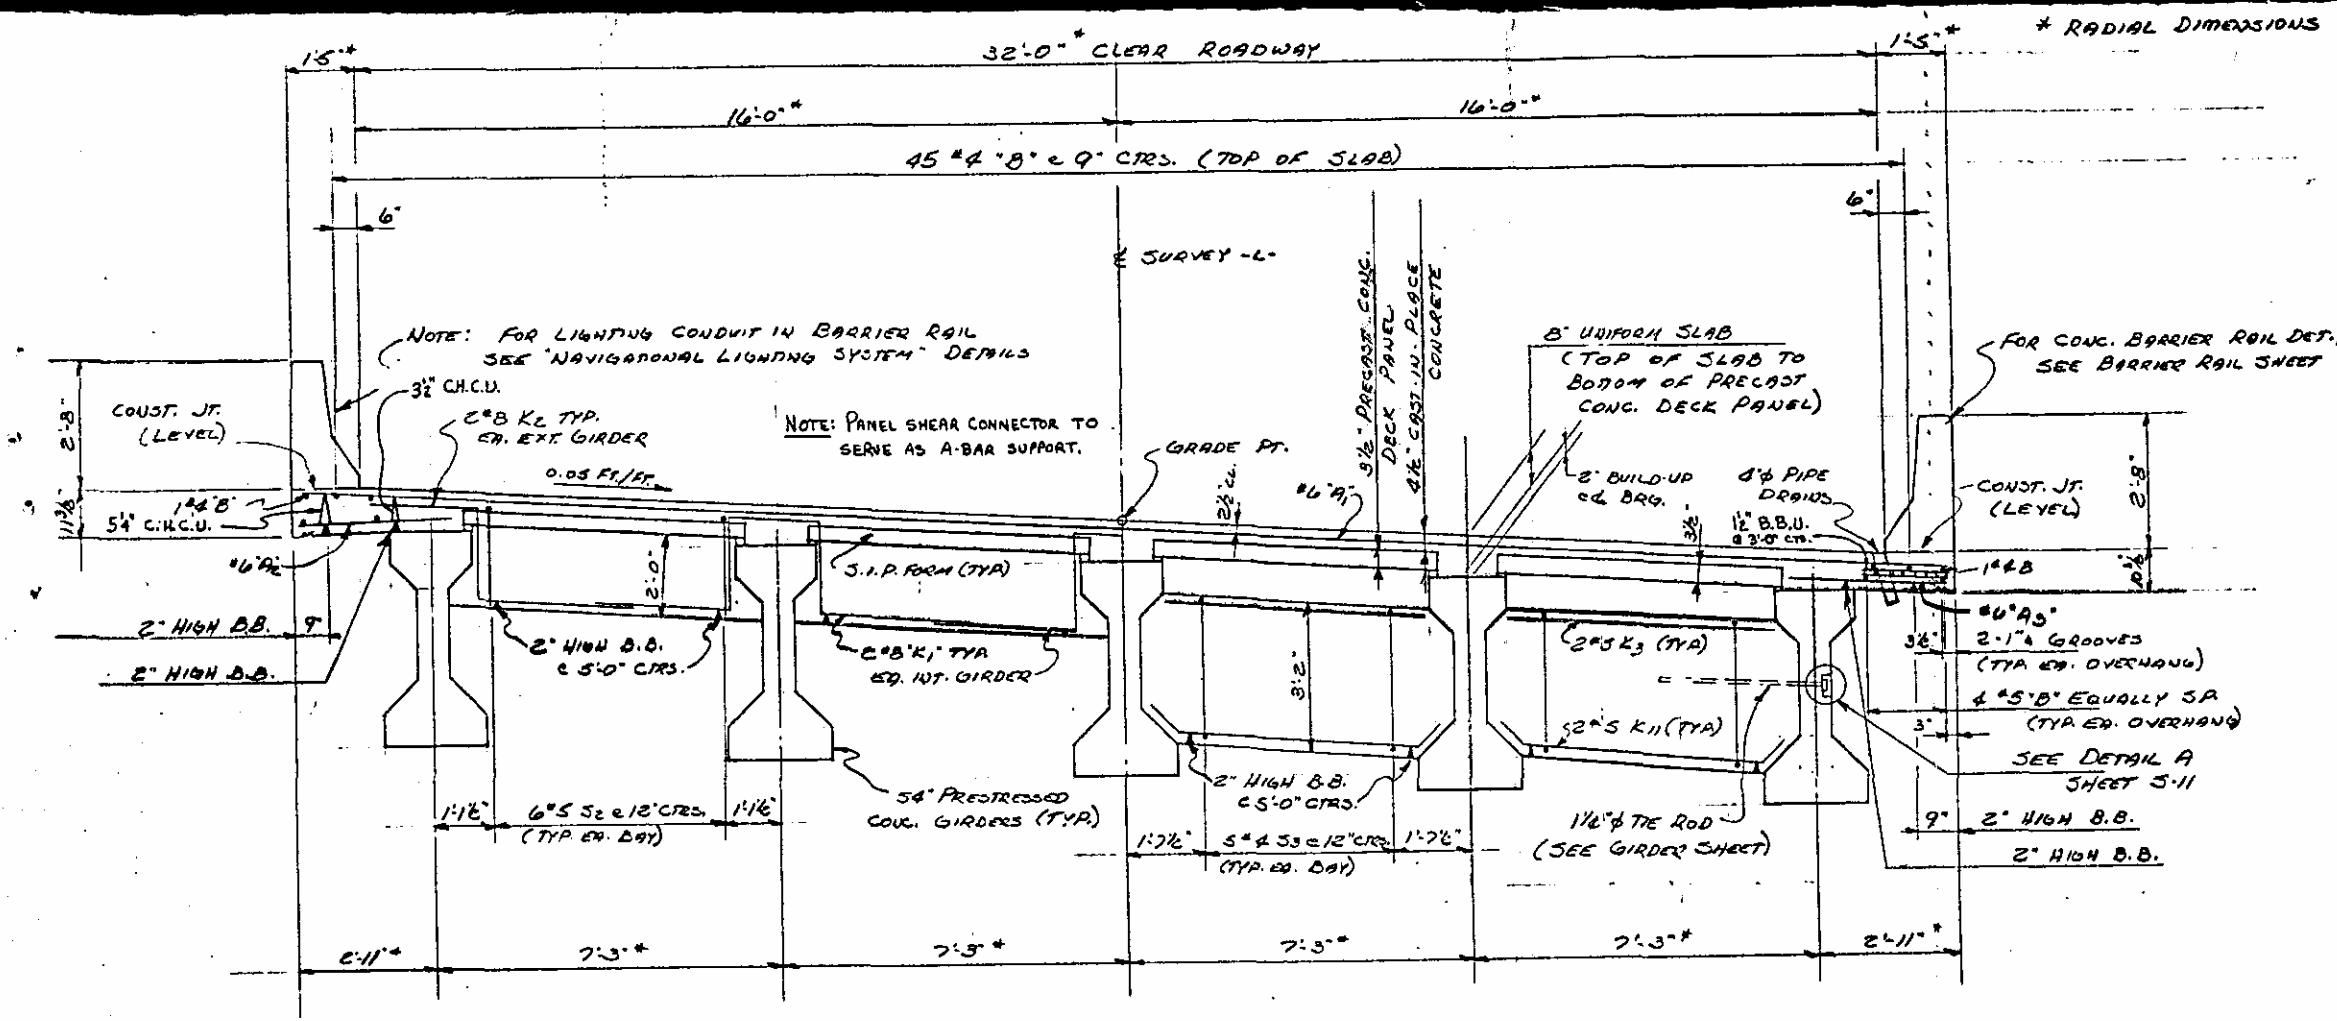 * RADIAL DIMENSIONS
1'-5"*
32'-0"* CLEAR ROADWAY
1'-5"*
16'-0"*
16'-0"*
45 #4 "B" @ 9" CTRS. (TOP OF SLAB)
6"
6"
℄ SURVEY -L-
3½" PRECAST CONC.
DECK PANEL
4½" CAST-IN-PLACE
CONCRETE
NOTE: FOR LIGHTING CONDUIT IN BARRIER RAIL
SEE "NAVIGATIONAL LIGHTING SYSTEM" DETAILS
8" UNIFORM SLAB
(TOP OF SLAB TO
BOTTOM OF PRECAST
CONC. DECK PANEL)
FOR CONC. BARRIER RAIL DET.,
SEE BARRIER RAIL SHEET
3½" C.H.C.U.
2'-8"
CONST. JT.
(LEVEL)
2 #8 K2 TYP.
EA. EXT. GIRDER
NOTE: PANEL SHEAR CONNECTOR TO
SERVE AS A-BAR SUPPORT.
GRADE PT.
0.05 FT./FT.
2½" CL.
#6"A1"
2" BUILD-UP
@ ℄ BRG.
4"ø PIPE
DRAINS
CONST. JT.
(LEVEL)
2'-8"
11⅜"
1-#4"B"
5¼" C.H.C.U.
1½" B.B.U.
@ 3'-0" CTS.
3½"
#6"A2"
2'-0"
S.I.P. FORM (TYP.)
1-#4 B
#6"A3"
2" HIGH B.B.
9"
2" HIGH B.B.
@ 5'-0" CTRS.
2 #8"K1" TYP.
EA. INT. GIRDER
3'-2"
2 #5 K3 (TYP.)
3½"
2-1"▲ GROOVES
(TYP. EA. OVERHANG)
2" HIGH B.B.
4 #5"B" EQUALLY SP.
(TYP. EA. OVERHANG)
3"
2 #5 K11 (TYP.)
SEE DETAIL A
SHEET S-11
54" PRESTRESSED
CONC. GIRDERS (TYP.)
2" HIGH B.B.
@ 5'-0" CTRS.
1'-1½"
6 #5 S2 @ 12" CTRS.
(TYP. EA. BAY)
1'-1½"
1'-7½"
5 #4 S3 @ 12" CTRS.
(TYP. EA. BAY)
1'-7½"
1¼"ø TIE ROD
(SEE GIRDER SHEET)
9"
2" HIGH B.B.
2" HIGH B.B.
2'-11"*
7'-3"*
7'-3"*
7'-3"*
7'-3"*
2'-11"*